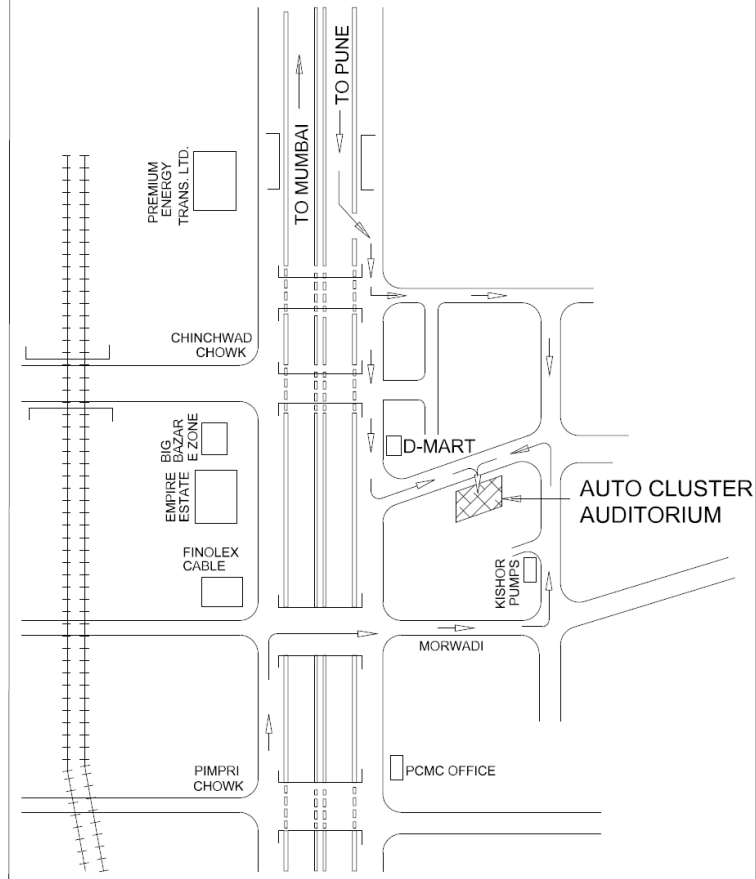 TO MUMBAI
TO PUNE
PREMIUM
ENERGY
TRANS. LTD.
CHINCHWAD
CHOWK
BIG
BAZAR
E ZONE
D-MART
EMPIRE
ESTATE
AUTO CLUSTER
AUDITORIUM
FINOLEX
CABLE
KISHOR
PUMPS
MORWADI
PIMPRI
CHOWK
PCMC OFFICE